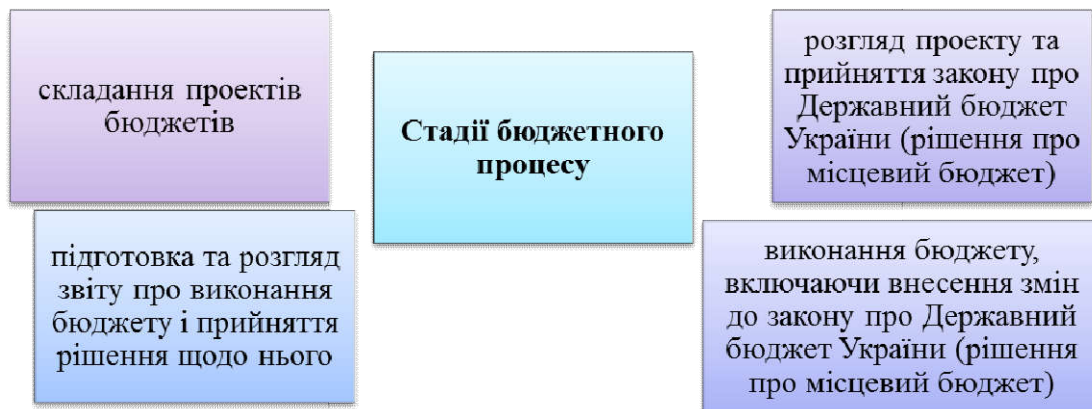 складання проектів
бюджетів
Стадії бюджетного
процесу
розгляд проекту та
прийняття закону про
Державний бюджет
України (рішення про
місцевий бюджет)
підготовка та розгляд
звіту про виконання
бюджету і прийняття
рішення щодо нього
виконання бюджету,
включаючи внесення змін
до закону про Державний
бюджет України (рішення
про місцевий бюджет)